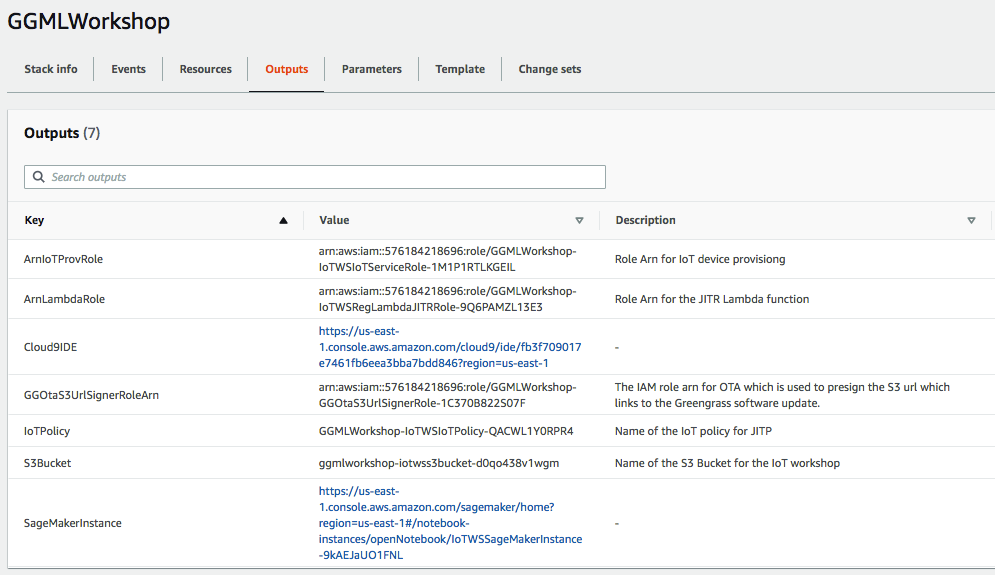 GGMLWorkshop
Stack info Events Resources Outputs Parameters Template Change sets
Outputs (7)
Search outputs
Key Value Description
ArnIoTProvRole
arn:aws:iam::576184218696:role/GGMLWorkshop-
IoTWSIoTServiceRole-1M1P1RTLKGEIL
Role Arn for IoT device provisiong
ArnLambdaRole
arn:aws:iam::576184218696:role/GGMLWorkshop-
IoTWSRegLambdaJITRRole-9Q6PAMZL13E3
Role Arn for the JITR Lambda function
Cloud9IDE
https://us-east-
1.console.aws.amazon.com/cloud9/ide/fb3f709017
e7461fb6eea3bba7bdd846?region=us-east-1
-
GGOtaS3UrlSignerRoleArn
arn:aws:iam::576184218696:role/GGMLWorkshop-
GGOtaS3UrlSignerRole-1C370B822S07F
The IAM role arn for OTA which is used to presign the S3 url which
links to the Greengrass software update.
IoTPolicy
GGMLWorkshop-IoTWSIoTPolicy-QACWL1Y0RPR4
Name of the IoT policy for JITP
S3Bucket
ggmlworkshop-iotwss3bucket-d0qo438v1wgm
Name of the S3 Bucket for the IoT workshop
SageMakerInstance
https://us-east-
1.console.aws.amazon.com/sagemaker/home?
region=us-east-1#/notebook-
instances/openNotebook/IoTWSSageMakerInstance
-9kAEJaUO1FNL
-